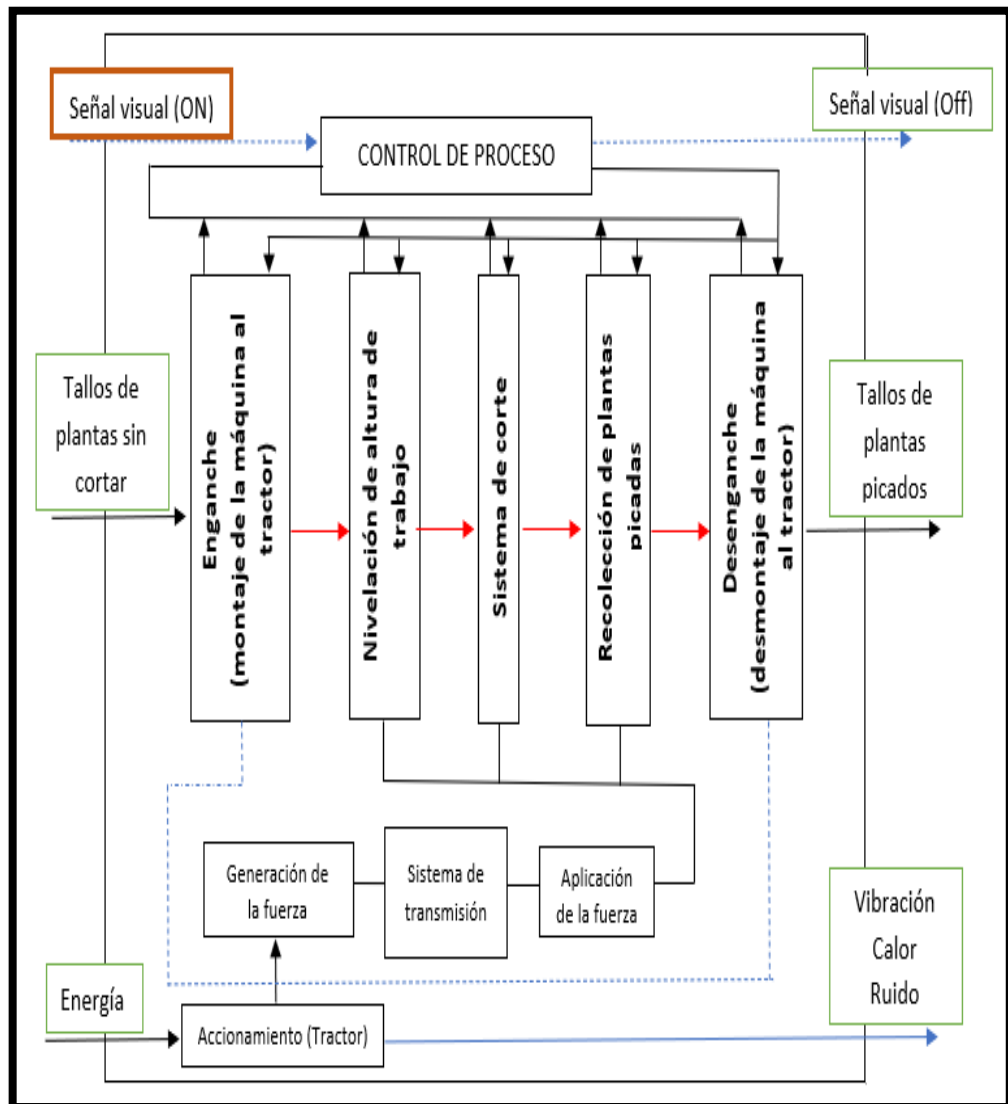 Señal visual (ON)
Señal visual (Off)
CONTROL DE PROCESO
Tallos de
plantas sin
cortar
Enganche
(montaje de la máquina al
tractor)
Nivelación de altura de
trabajo
Sistema de corte
Recolección de plantas
picadas
Desenganche
(desmontaje de la máquina
al tractor)
Tallos de
plantas
picados
Generación de
la fuerza
Sistema de
transmisión
Aplicación
de la fuerza
Vibración
Calor
Ruido
Energía
Accionamiento (Tractor)